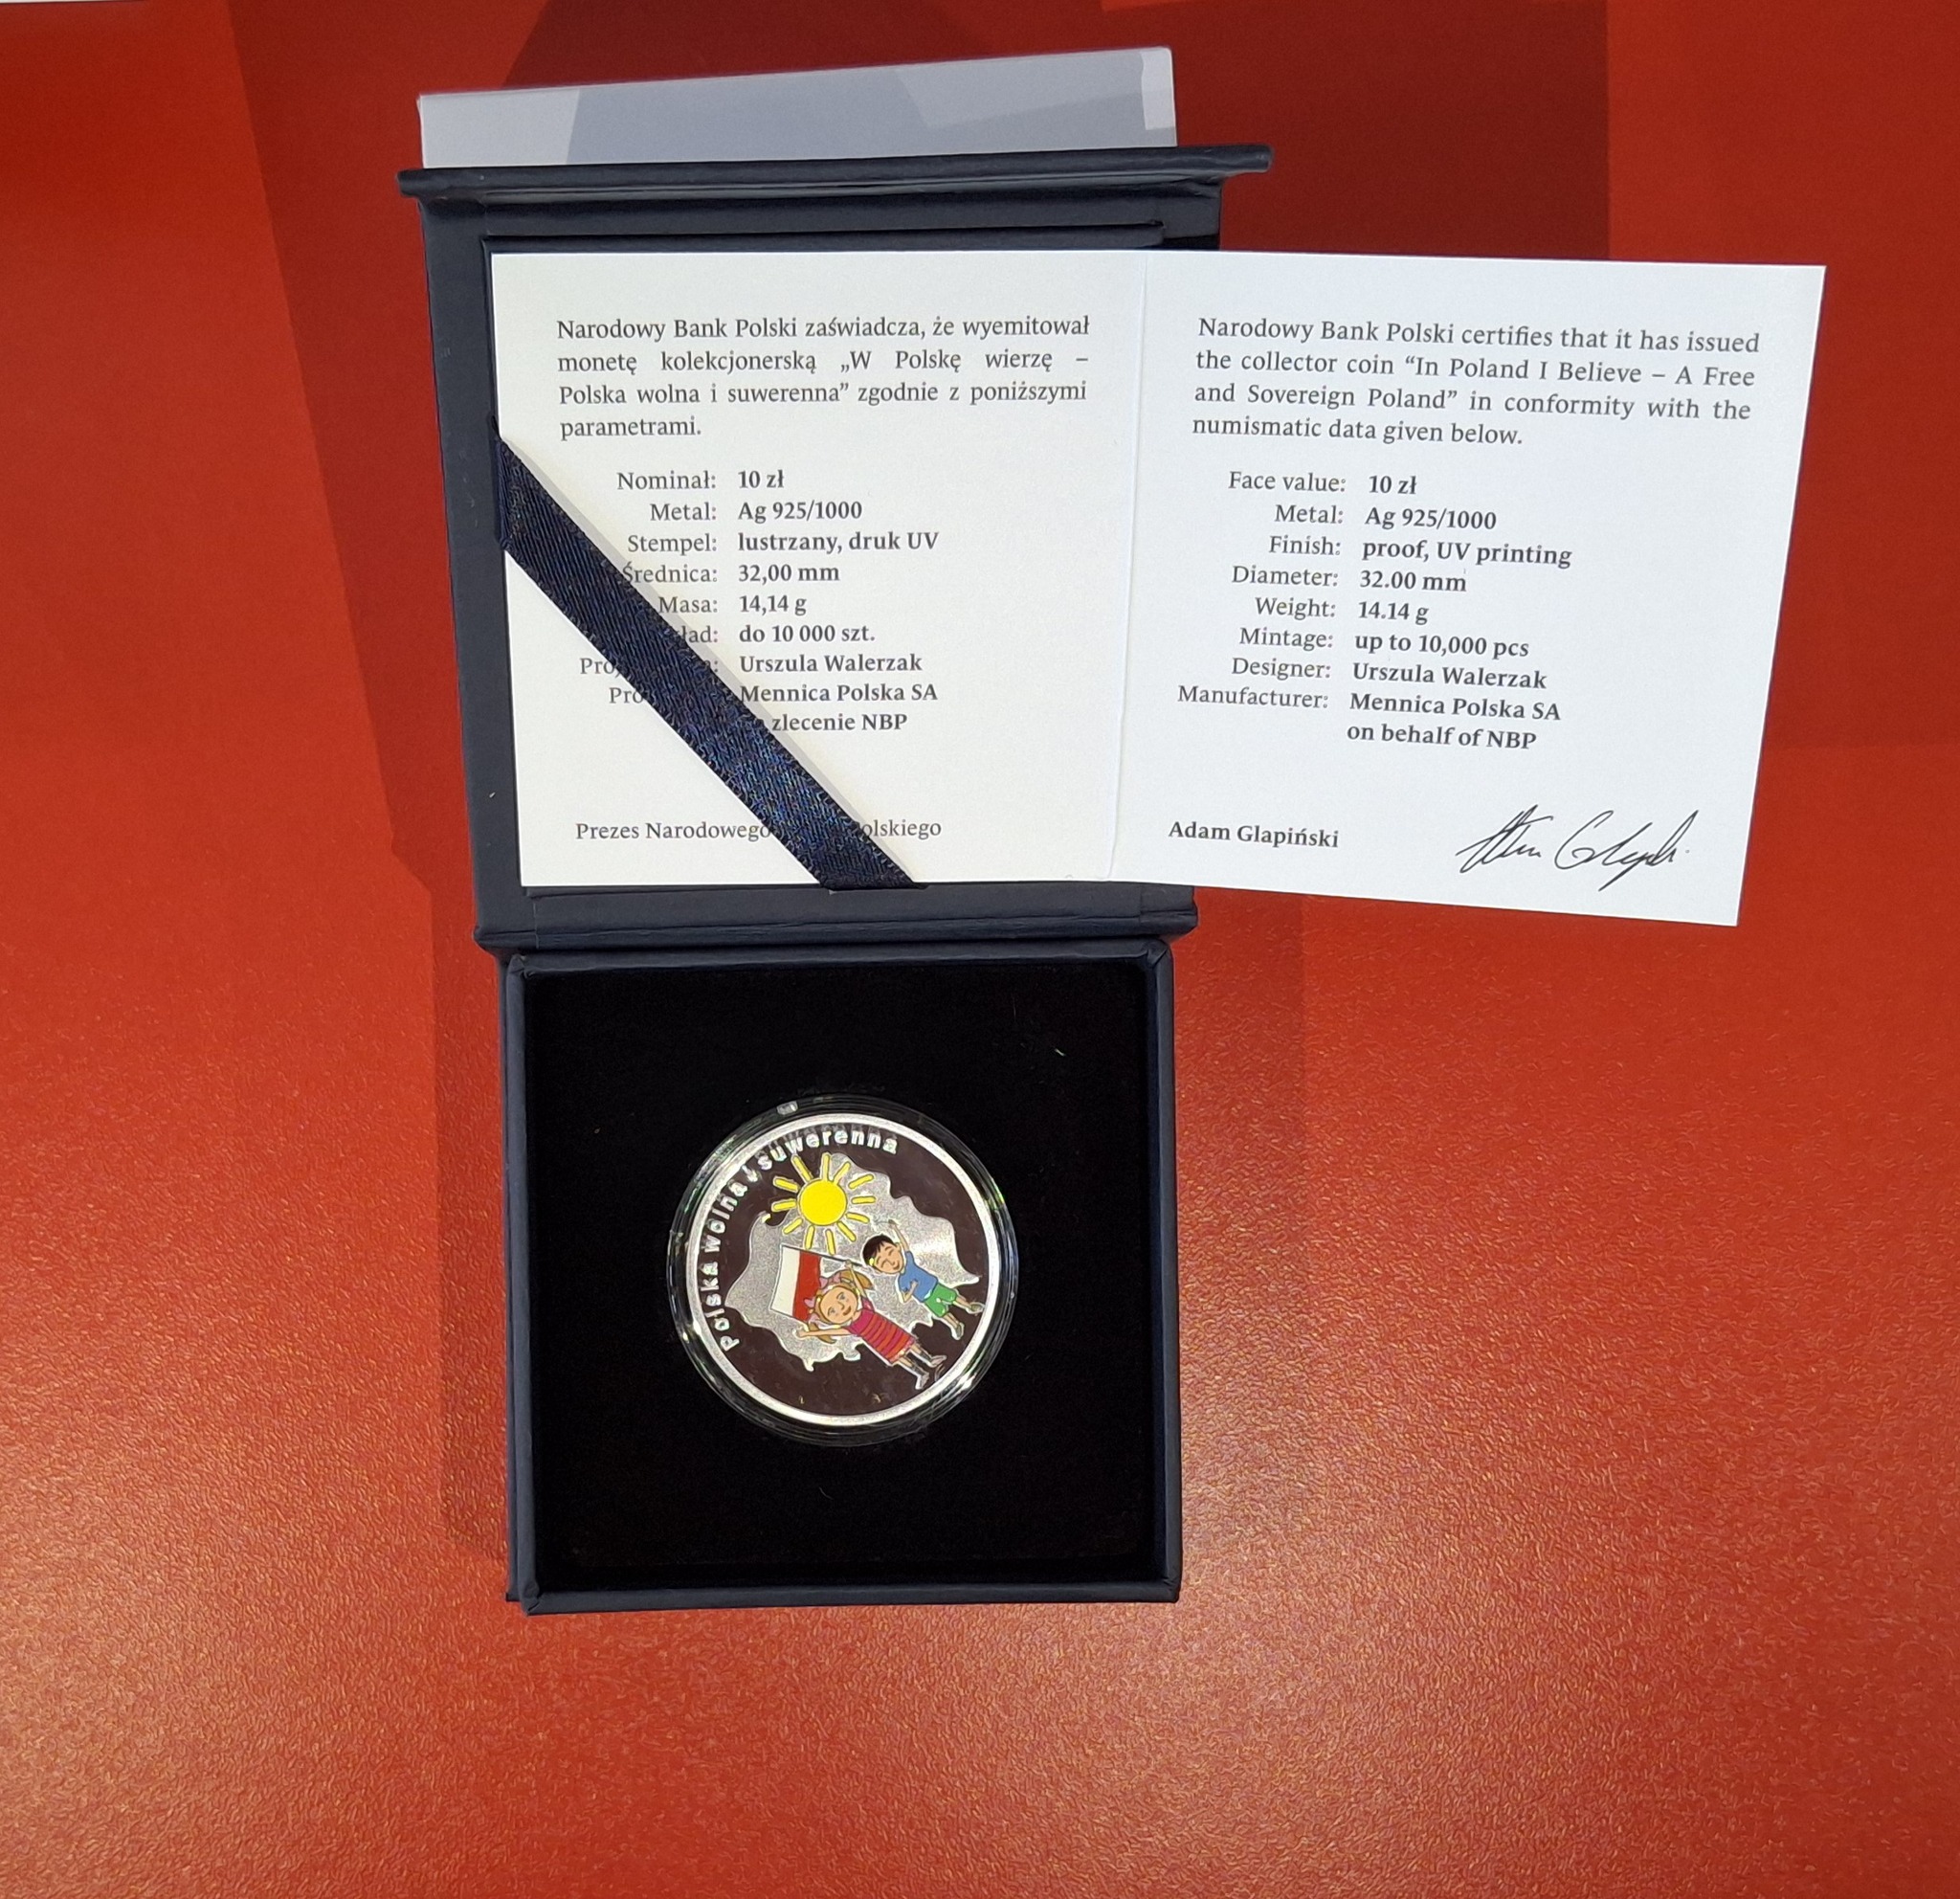 Narodowy Bank Polski zaświadcza, że wyemitował
monetę kolekcjonerską „W Polskę wierzę –
Polska wolna i suwerenna” zgodnie z poniższymi
parametrami.
Nominał: 10 zł
Metal: Ag 925/1000
Stempel: lustrzany, druk UV
Średnica: 32,00 mm
Masa: 14,14 g
do 10 000 szt.
Urszula Walerzak
Mennica Polska SA
zlecenie NBP
Prezes Narodowego
Narodowy Bank Polski certifies that it has issued
the collector coin “In Poland I Believe – A Free
and Sovereign Poland” in conformity with the
numismatic data given below.
Face value: 10 zł
Metal: Ag 925/1000
Finish: proof, UV printing
Diameter: 32.00 mm
Weight: 14.14 g
Mintage: up to 10,000 pcs
Designer: Urszula Walerzak
Manufacturer: Mennica Polska SA
on behalf of NBP
Adam Glapiński
Polska wolna i suwerenna